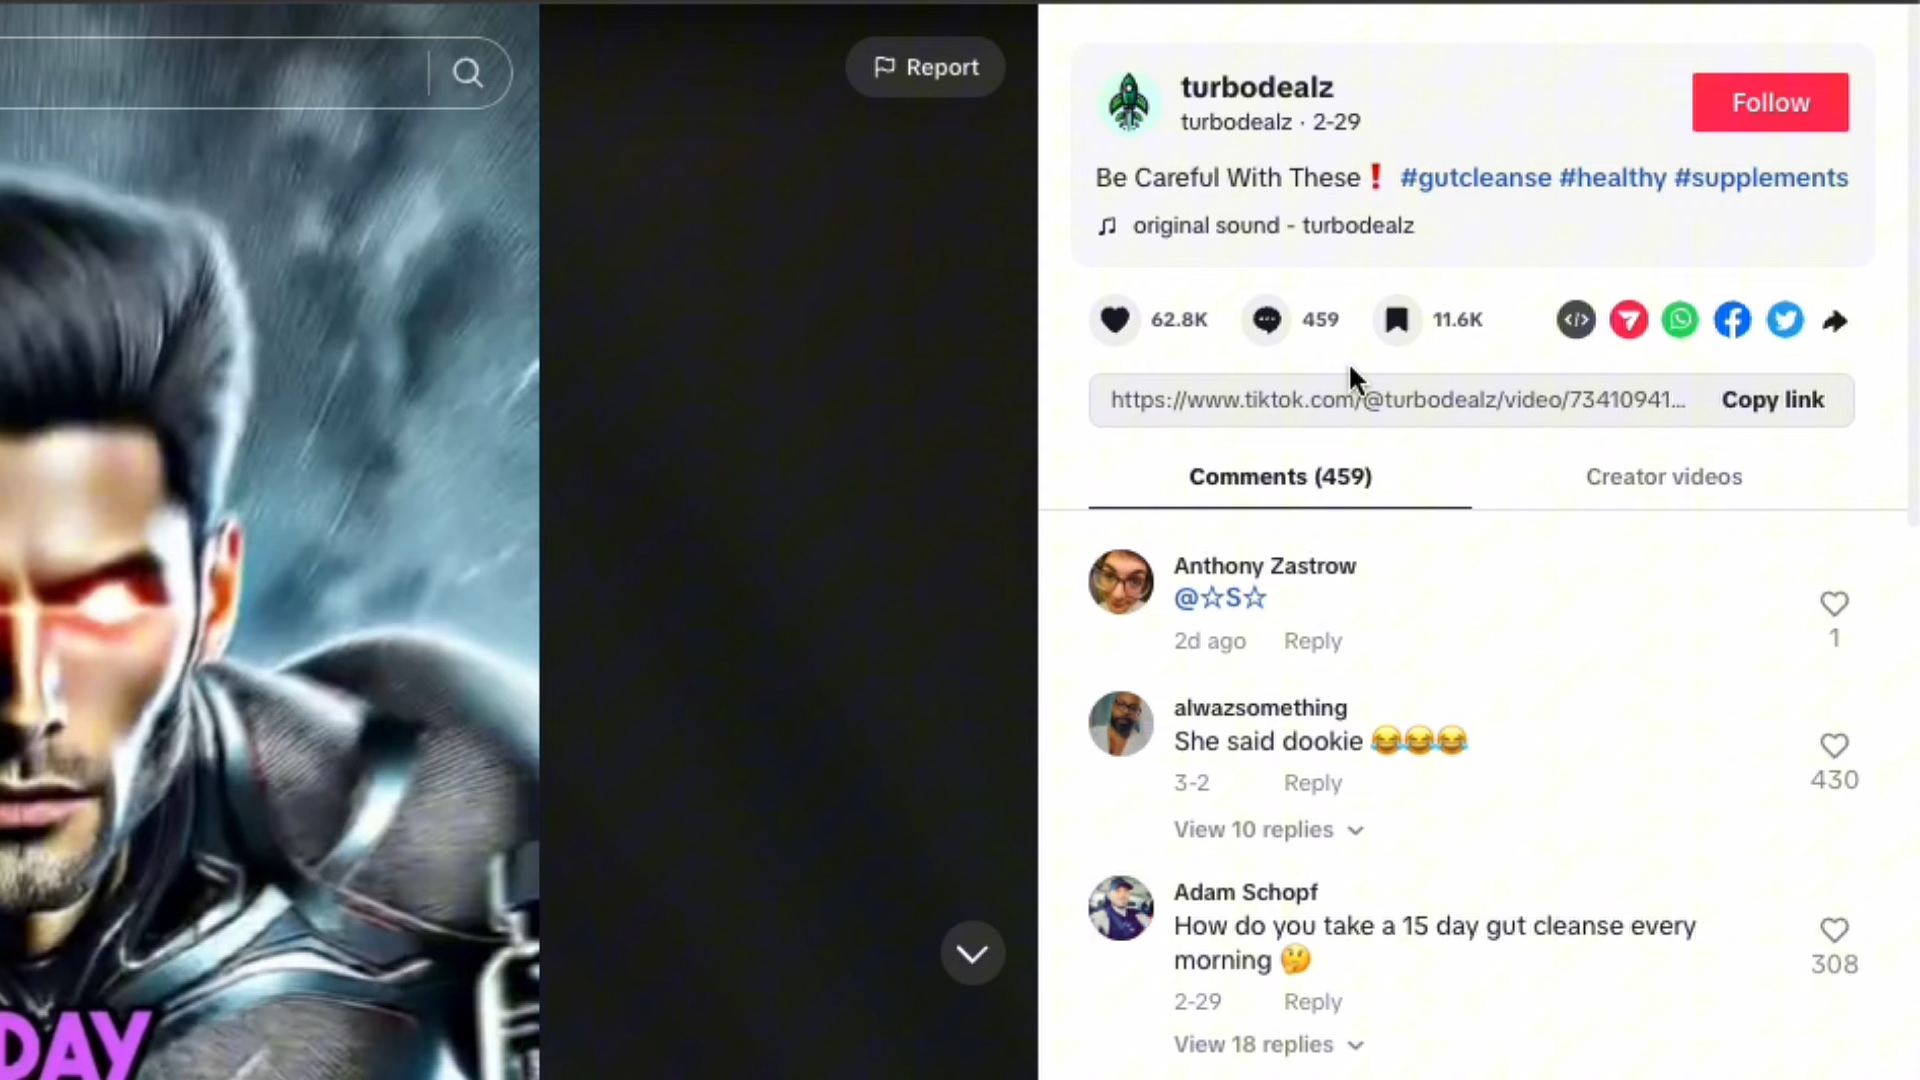 Report
turbodealz
turbodealz · 2-29
Follow
Be Careful With These❗ #gutcleanse #healthy #supplements
original sound - turbodealz
62.8K 459 11.6K
https://www.tiktok.com/@turbodealz/video/73410941... Copy link
Comments (459) Creator videos
Anthony Zastrow
@☆S☆
2d ago Reply
1
alwazsomething
She said dookie 😂😂😂
3-2 Reply
430
View 10 replies
Adam Schopf
How do you take a 15 day gut cleanse every
morning 🤔
2-29 Reply
308
View 18 replies
DAY